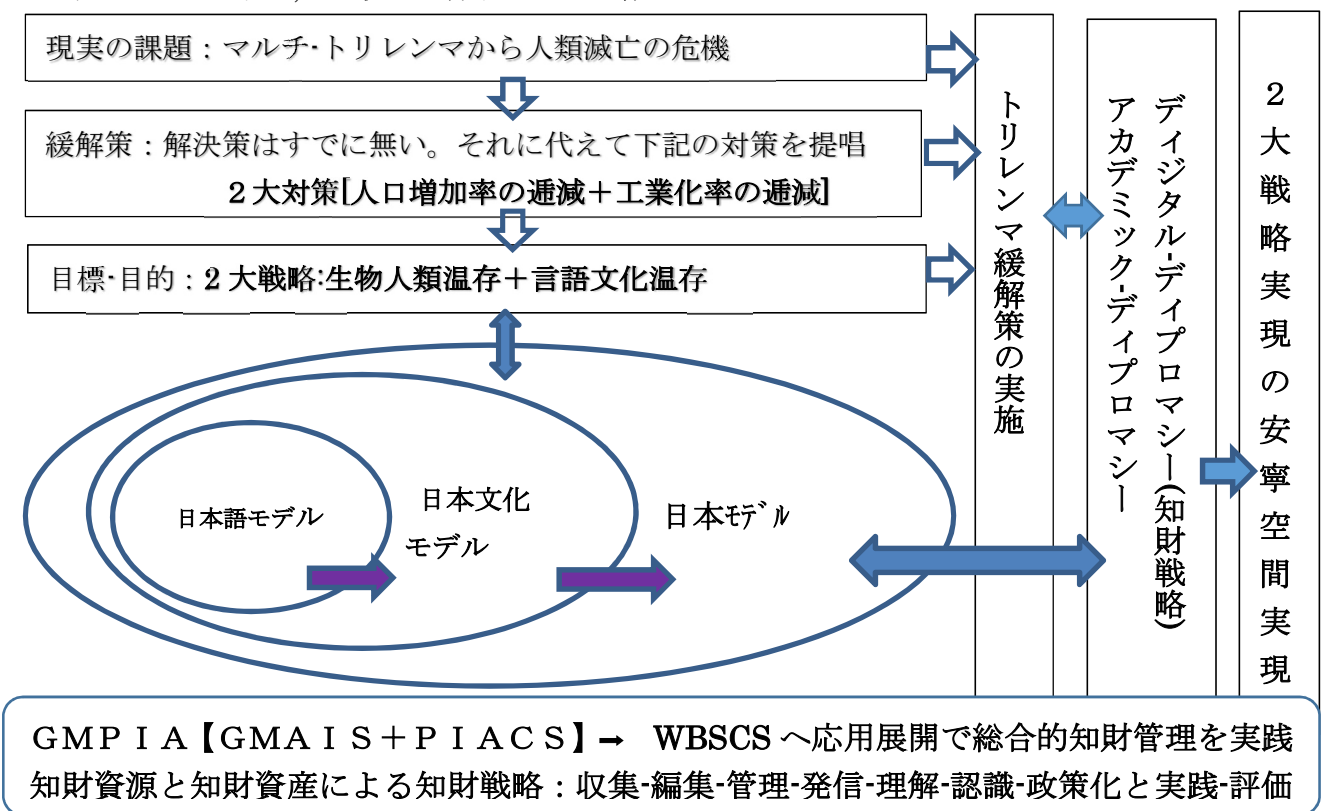 現実の課題：マルチ･トリレンマから人類滅亡の危機
緩解策：解決策はすでに無い。それに代えて下記の対策を提唱
２大対策[人口増加率の逓減＋工業化率の逓減]
目標･目的：２大戦略:生物人類温存＋言語文化温存
日本語モデル
日本文化
モデル
日本ﾓﾃﾞﾙ
トリレンマ緩解策の実施
ディジタル-ディプロマシー(知財戦略)
アカデミック-ディプロマシー
２大戦略実現の安寧空間実現
ＧＭＰＩＡ【ＧＭＡＩＳ＋ＰＩＡＣＳ】➞ WBSCS へ応用展開で総合的知財管理を実践
知財資源と知財資産による知財戦略：収集-編集-管理-発信-理解-認識-政策化と実践-評価